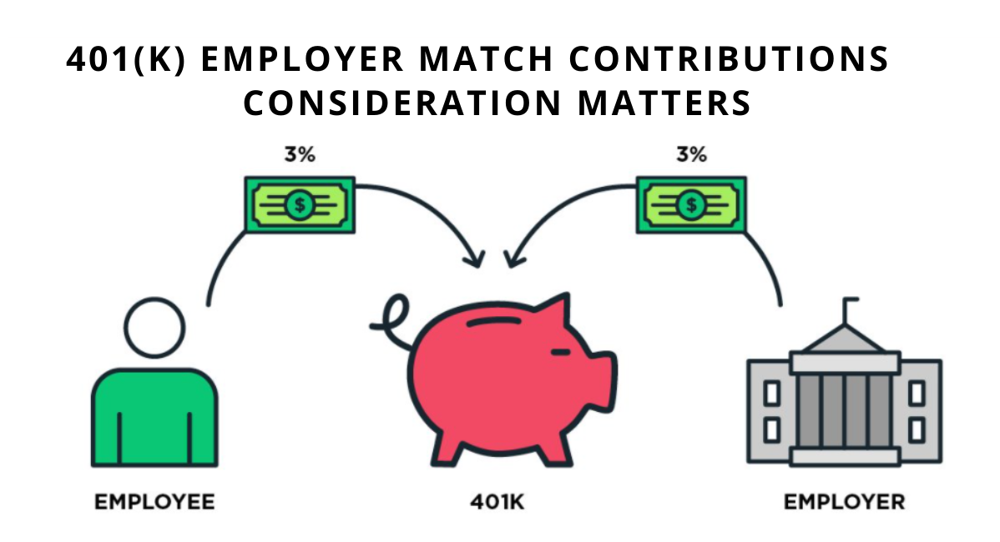 401(K) EMPLOYER MATCH CONTRIBUTIONS
CONSIDERATION MATTERS
3%
3%
$
$
EMPLOYEE
401K
EMPLOYER